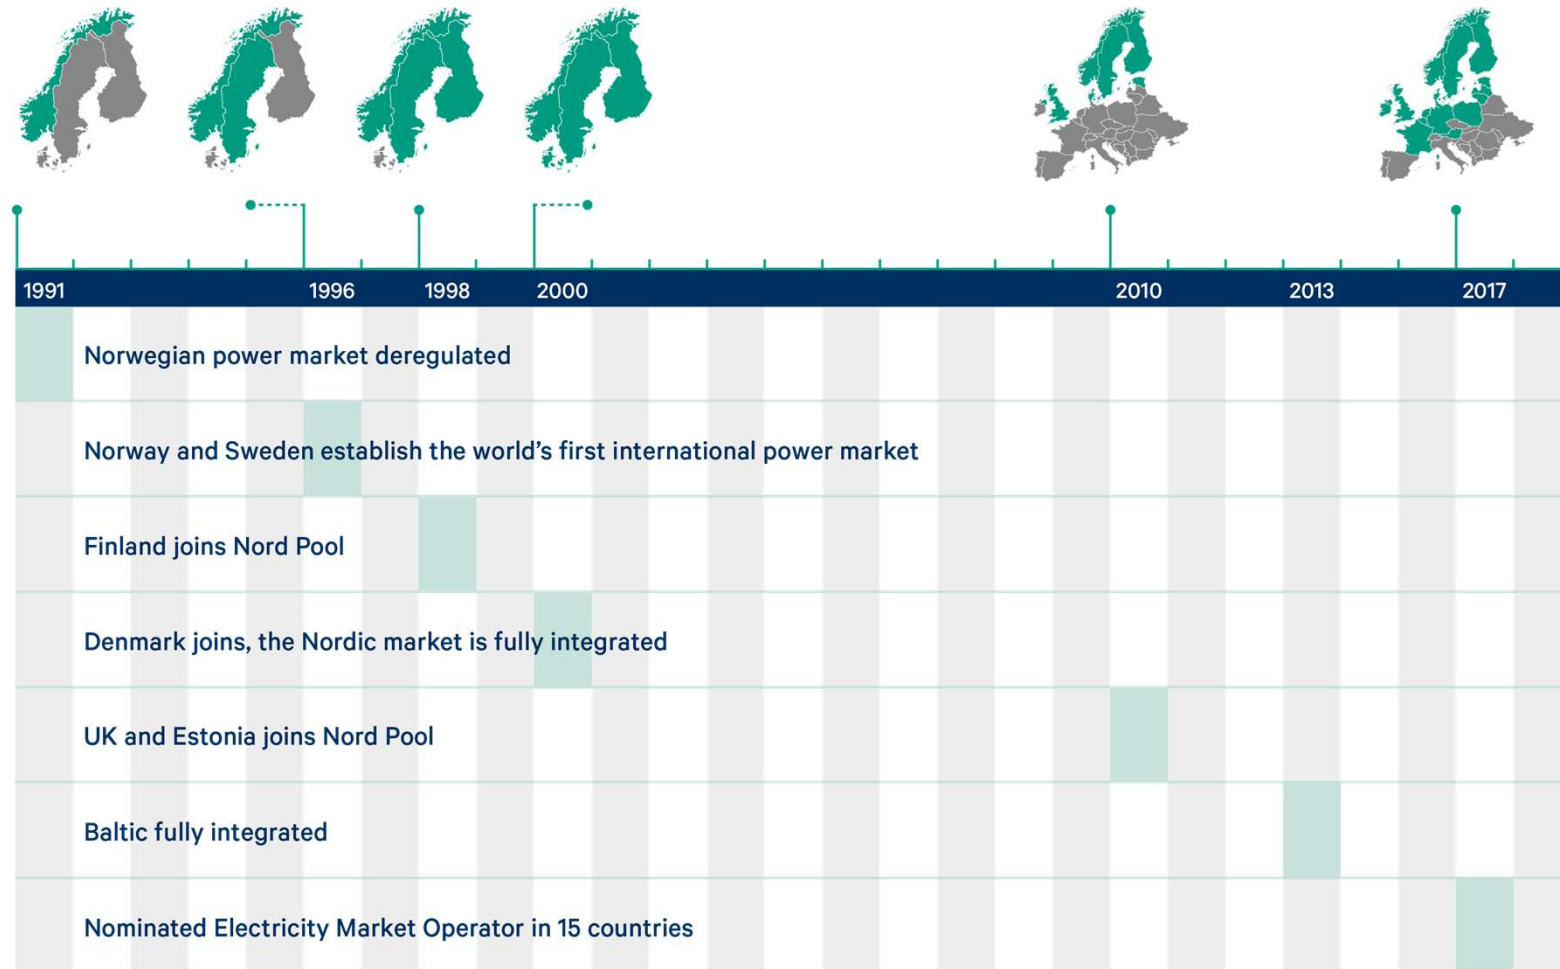 1991 1996 1998 2000 2010 2013 2017
Norwegian power market deregulated
Norway and Sweden establish the world’s first international power market
Finland joins Nord Pool
Denmark joins, the Nordic market is fully integrated
UK and Estonia joins Nord Pool
Baltic fully integrated
Nominated Electricity Market Operator in 15 countries